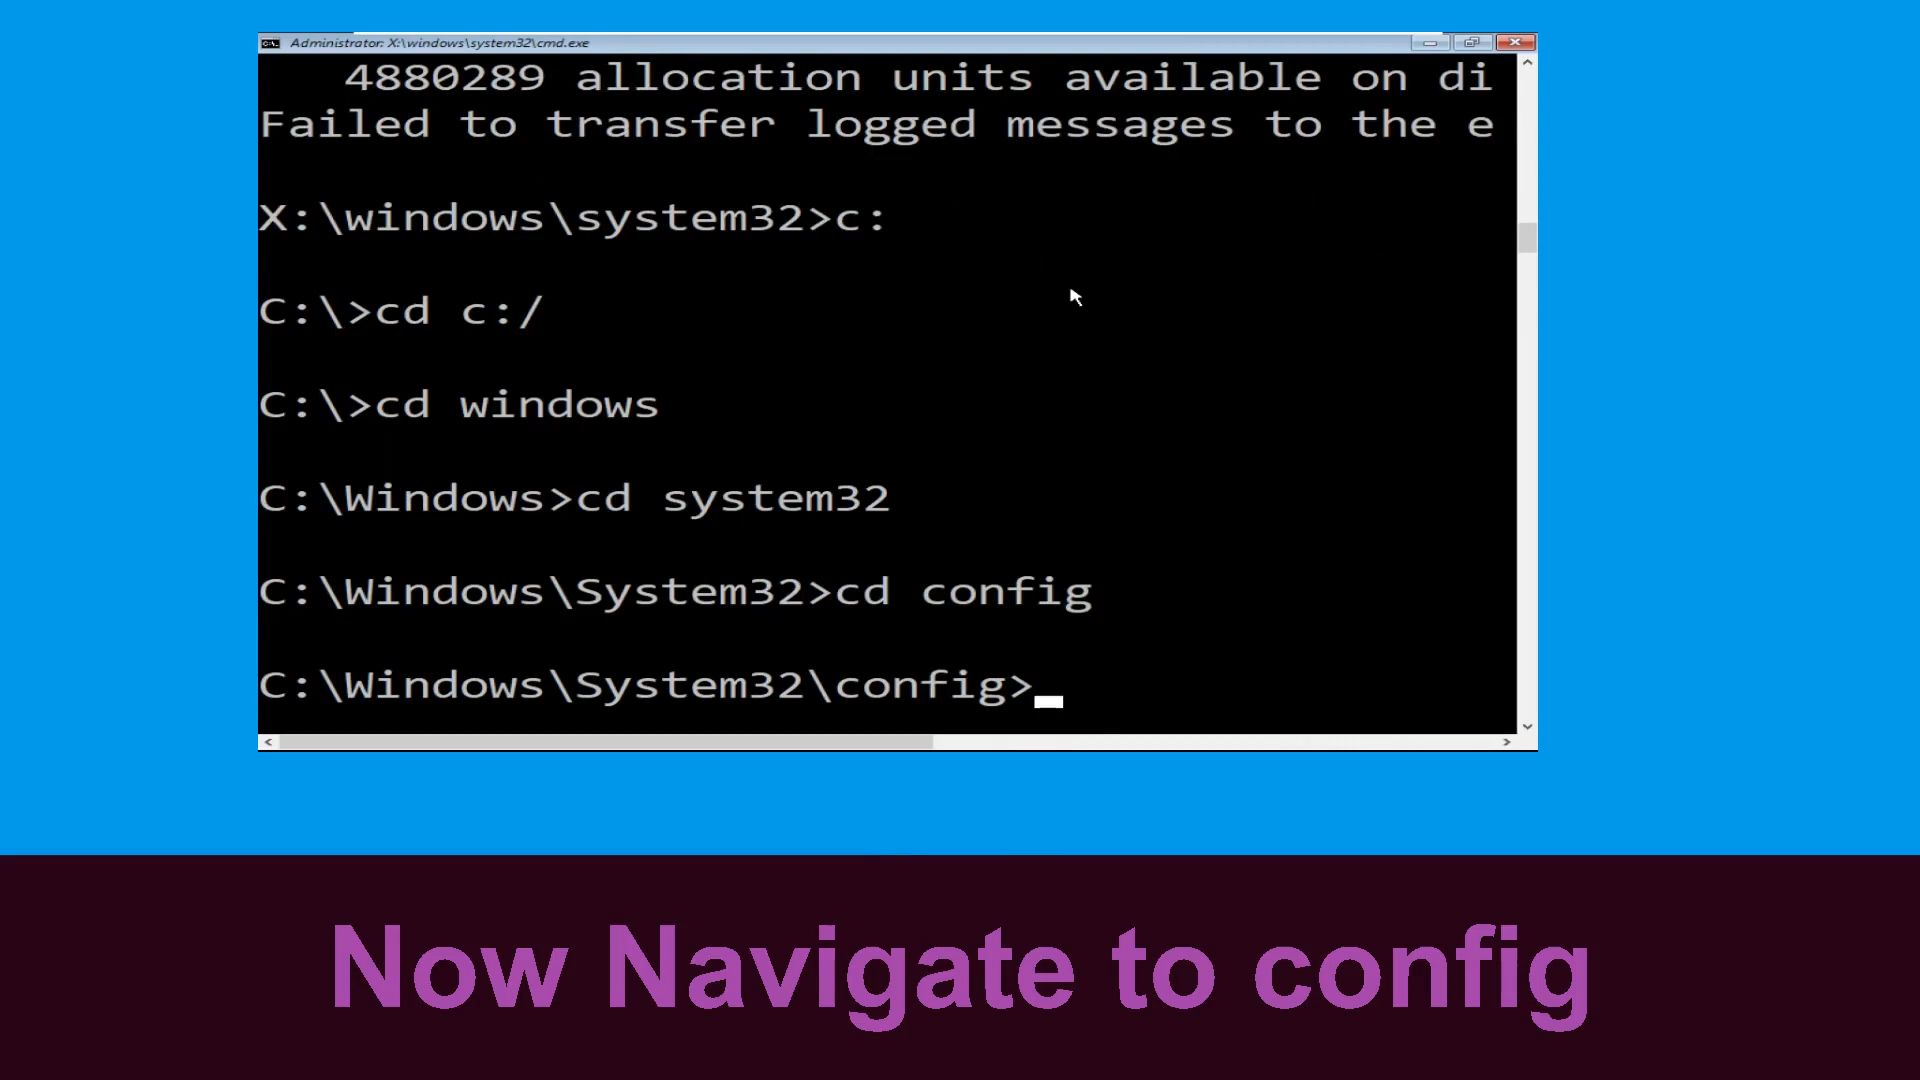 Administrator: X:\windows\system32\cmd.exe
4880289 allocation units available on di
Failed to transfer logged messages to the e
X:\windows\system32>c:
C:\>cd c:/
C:\>cd windows
C:\Windows>cd system32
C:\Windows\System32>cd config
C:\Windows\System32\config>
Now Navigate to config